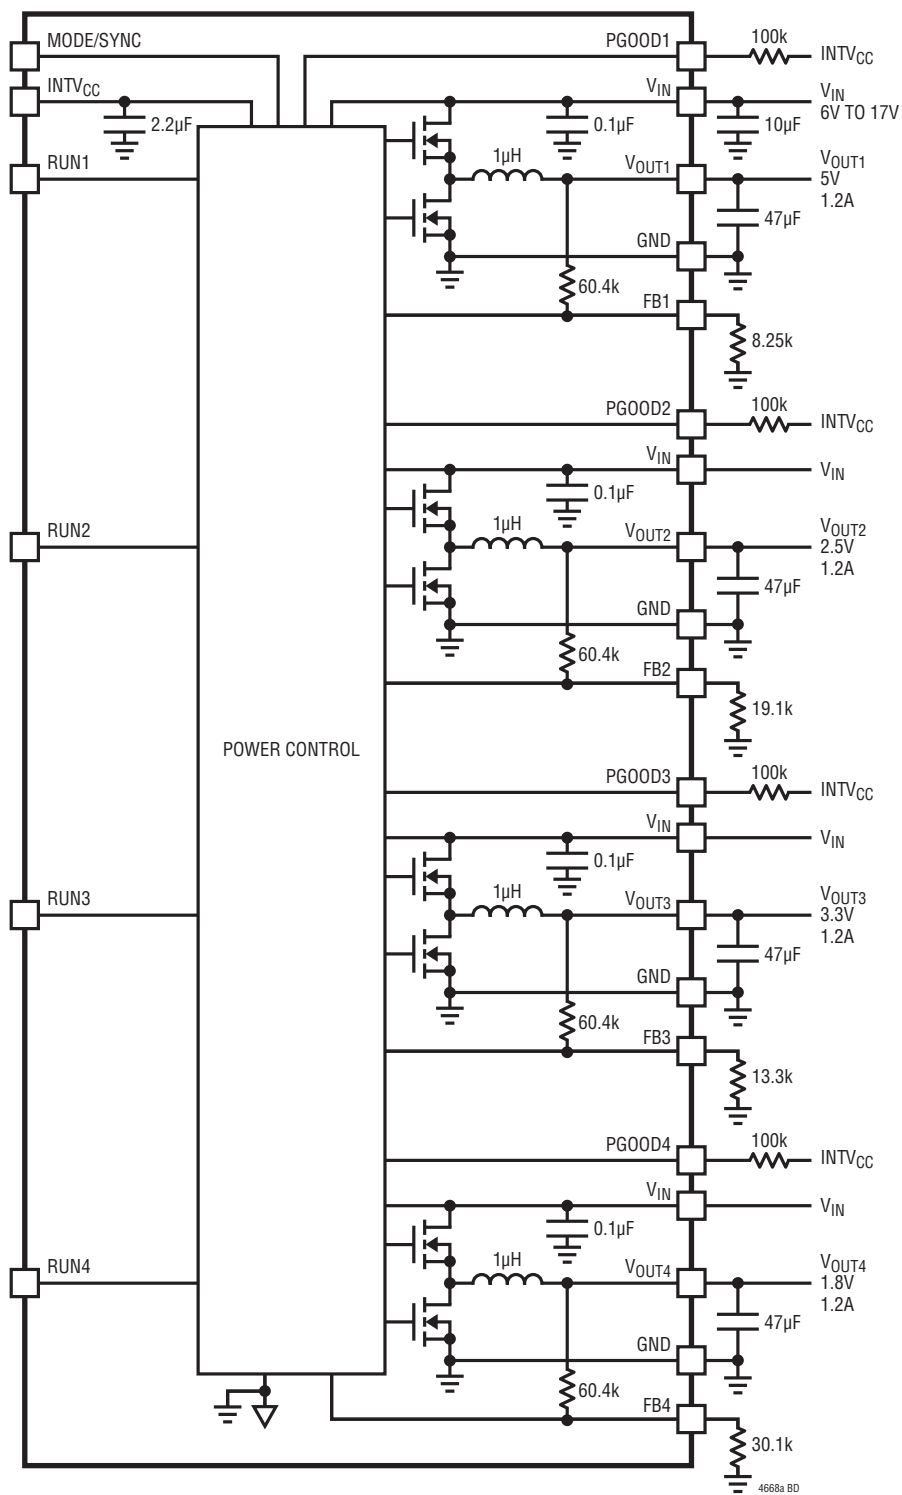 MODE/SYNC
PGOOD1
100k
INTVCC
INTVCC
VIN
VIN
6V TO 17V
2.2µF
0.1µF
10µF
RUN1
1µH
VOUT1
VOUT1
5V
1.2A
47µF
GND
60.4k
FB1
8.25k
PGOOD2
100k
INTVCC
VIN
VIN
0.1µF
RUN2
1µH
VOUT2
VOUT2
2.5V
1.2A
47µF
GND
60.4k
FB2
19.1k
POWER CONTROL
PGOOD3
100k
INTVCC
VIN
VIN
0.1µF
RUN3
1µH
VOUT3
VOUT3
3.3V
1.2A
47µF
GND
60.4k
FB3
13.3k
PGOOD4
100k
INTVCC
VIN
VIN
0.1µF
RUN4
1µH
VOUT4
VOUT4
1.8V
1.2A
47µF
GND
60.4k
FB4
30.1k
4668a BD